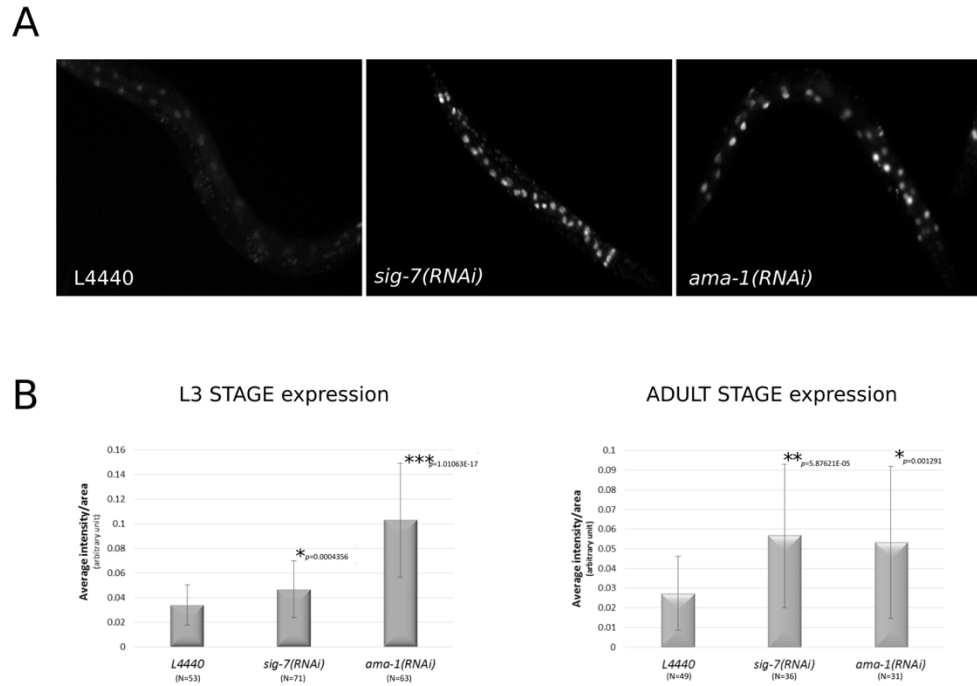 A
L4440
sig-7(RNAi)
ama-1(RNAi)
B
L3 STAGE expression
Average intensity/area
(arbitrary unit)
0.16
0.14
0.12
0.1
0.08
0.06
0.04
0.02
0
*p=0.0004356
***p=1.01063E-17
L4440
(N=53)
sig-7(RNAi)
(N=71)
ama-1(RNAi)
(N=63)
ADULT STAGE expression
Average intensity/area
(arbitrary unit)
0.1
0.09
0.08
0.07
0.06
0.05
0.04
0.03
0.02
0.01
0
**p=5.87621E-05
*p=0.001291
L4440
(N=49)
sig-7(RNAi)
(N=36)
ama-1(RNAi)
(N=31)